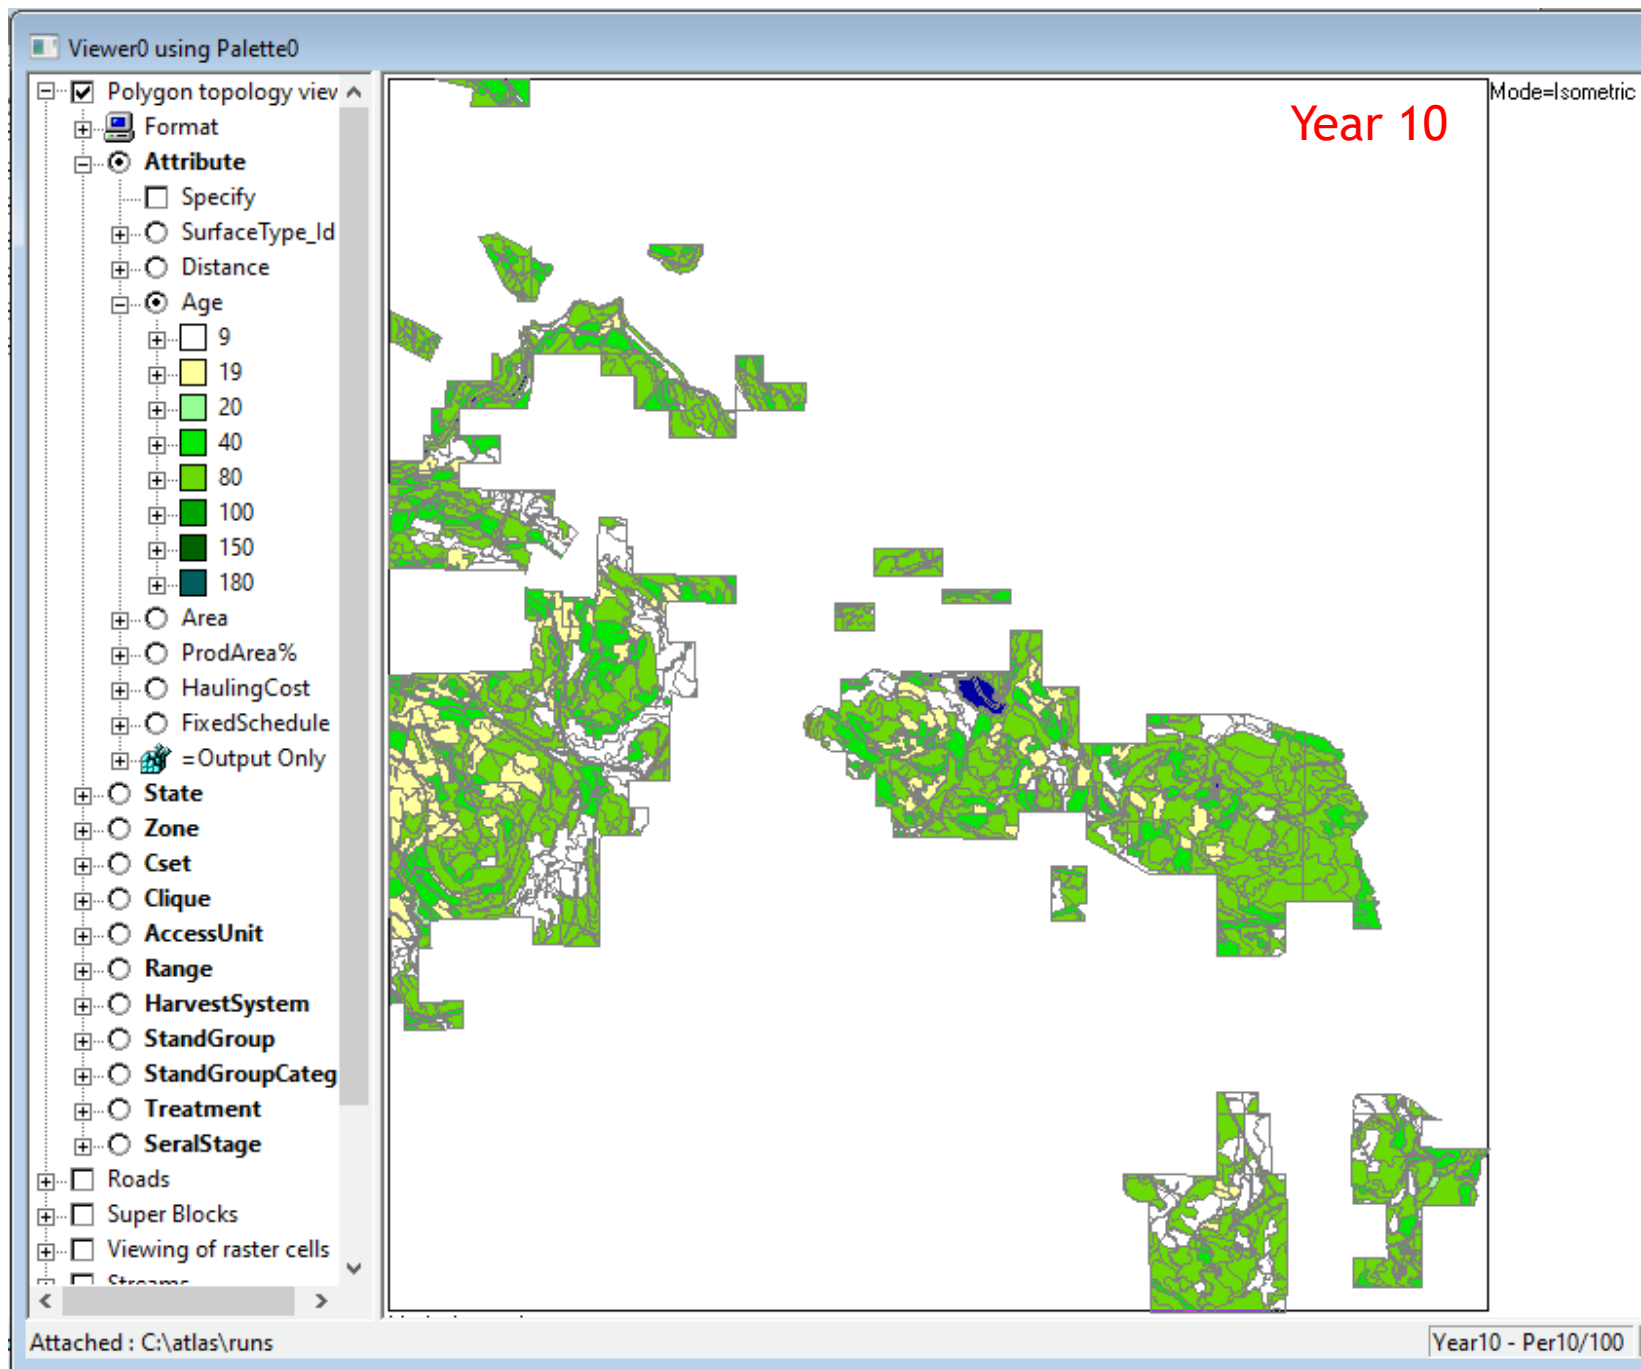 Viewer0 using Palette0
Polygon topology view
Format
Attribute
Specify
SurfaceType_Id
Distance
Age
9
19
20
40
80
100
150
180
Area
ProdArea%
HaulingCost
FixedSchedule
=Output Only
State
Zone
Cset
Clique
AccessUnit
Range
HarvestSystem
StandGroup
StandGroupCateg
Treatment
SeralStage
Roads
Super Blocks
Viewing of raster cells
Streams
Year 10
Mode=Isometric
Attached : C:\atlas\runs
Year10 - Per10/100